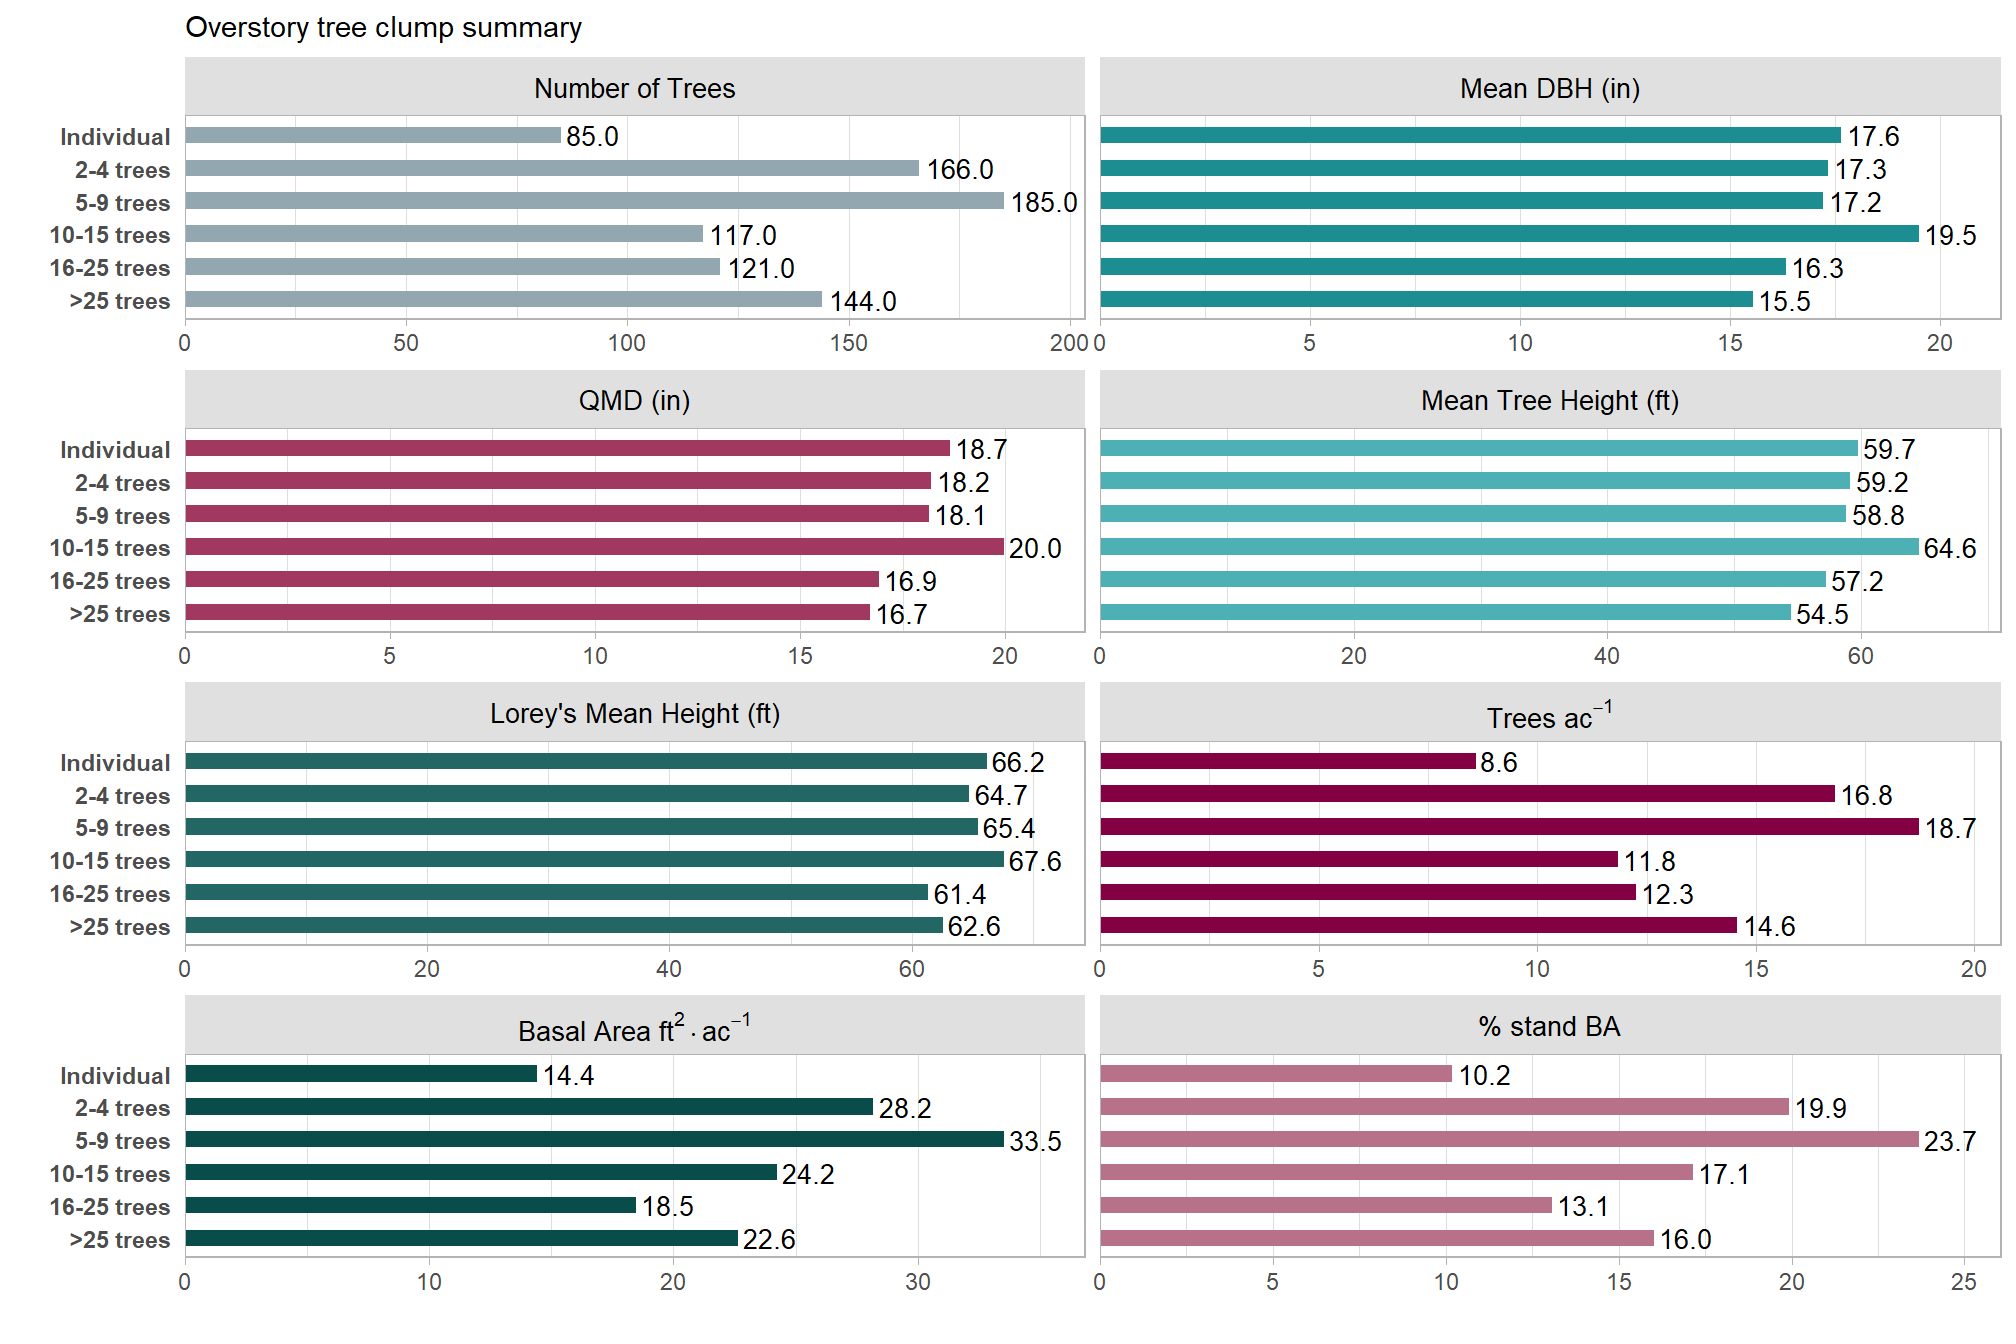 Overstory tree clump summary
Number of Trees
Individual 85.0
2-4 trees 166.0
5-9 trees 185.0
10-15 trees 117.0
16-25 trees 121.0
>25 trees 144.0
0 50 100 150 200
Mean DBH (in)
17.6
17.3
17.2
19.5
16.3
15.5
0 5 10 15 20
QMD (in)
Individual 18.7
2-4 trees 18.2
5-9 trees 18.1
10-15 trees 20.0
16-25 trees 16.9
>25 trees 16.7
0 5 10 15 20
Mean Tree Height (ft)
59.7
59.2
58.8
64.6
57.2
54.5
0 20 40 60
Lorey's Mean Height (ft)
Individual 66.2
2-4 trees 64.7
5-9 trees 65.4
10-15 trees 67.6
16-25 trees 61.4
>25 trees 62.6
0 20 40 60
Trees ac⁻¹
8.6
16.8
18.7
11.8
12.3
14.6
0 5 10 15 20
Basal Area ft² · ac⁻¹
Individual 14.4
2-4 trees 28.2
5-9 trees 33.5
10-15 trees 24.2
16-25 trees 18.5
>25 trees 22.6
0 10 20 30
% stand BA
10.2
19.9
23.7
17.1
13.1
16.0
0 5 10 15 20 25